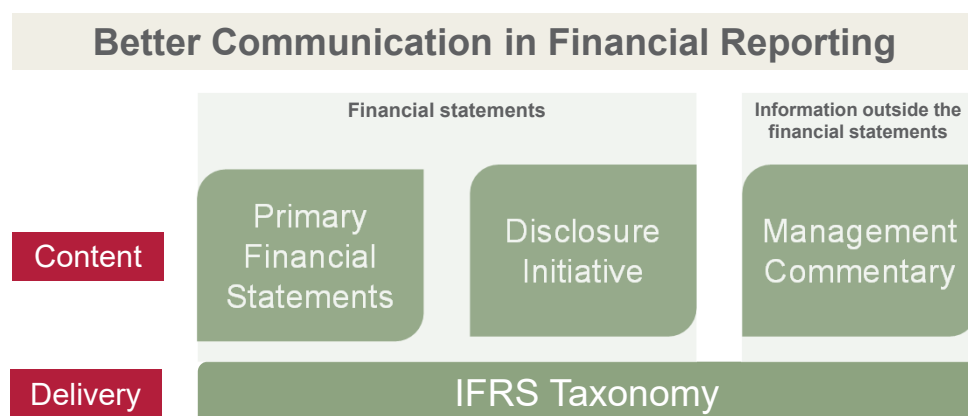 Better Communication in Financial Reporting
Financial statements
Information outside the
financial statements
Content
Primary
Financial
Statements
Disclosure
Initiative
Management
Commentary
Delivery
IFRS Taxonomy